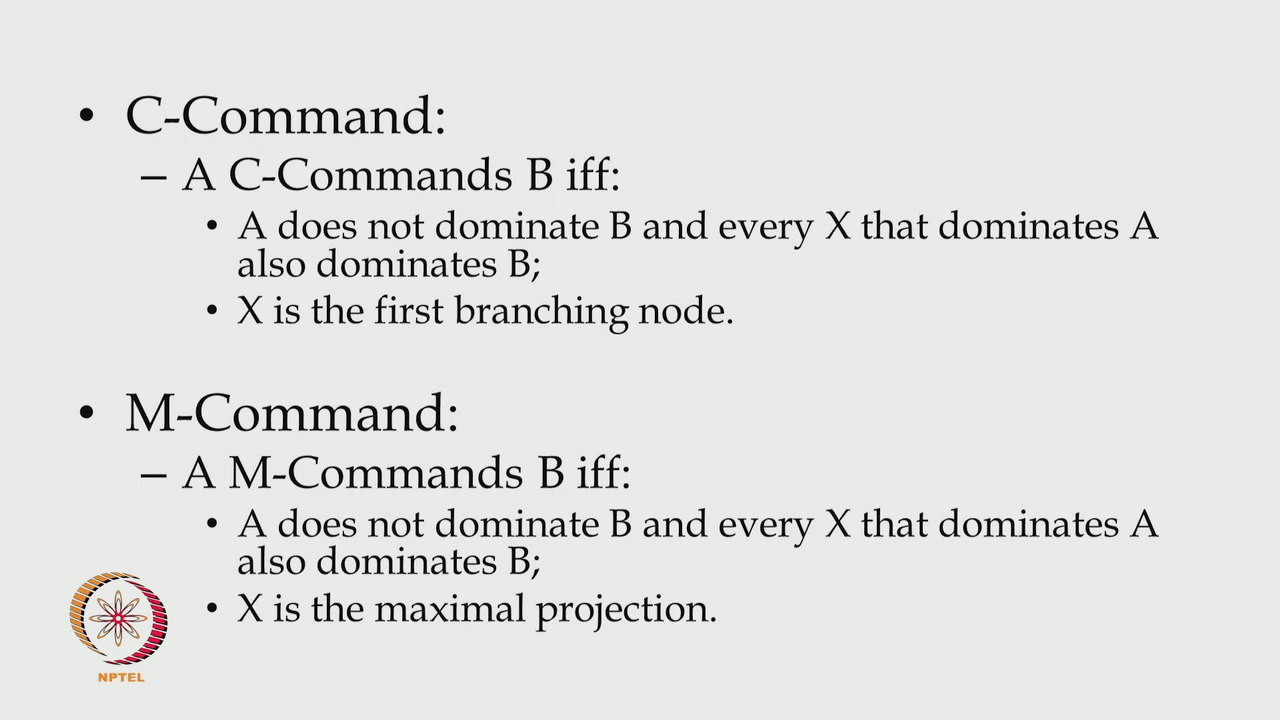 • C-Command:
– A C-Commands B iff:
• A does not dominate B and every X that dominates A
also dominates B;
• X is the first branching node.
• M-Command:
– A M-Commands B iff:
• A does not dominate B and every X that dominates A
also dominates B;
• X is the maximal projection.
NPTEL